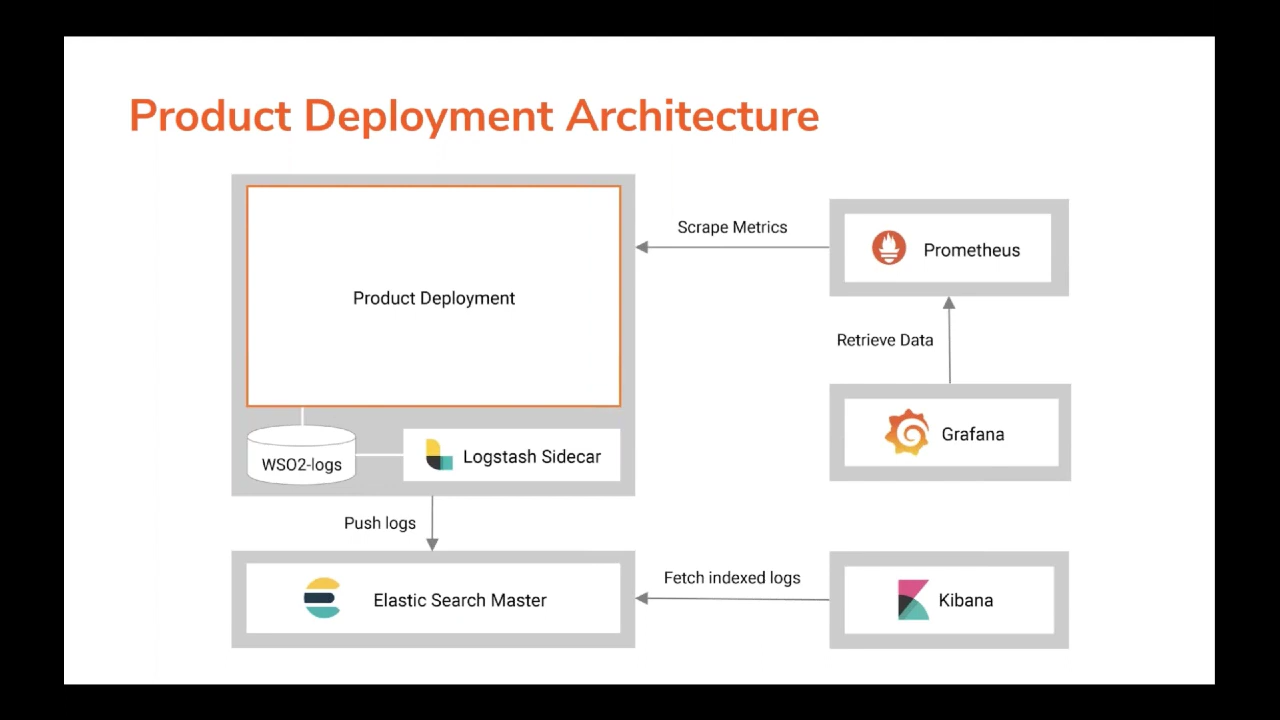 Product Deployment Architecture
Scrape Metrics
Prometheus
Product Deployment
Retrieve Data
Grafana
WSO2-logs
Logstash Sidecar
Push logs
Fetch indexed logs
Elastic Search Master
Kibana